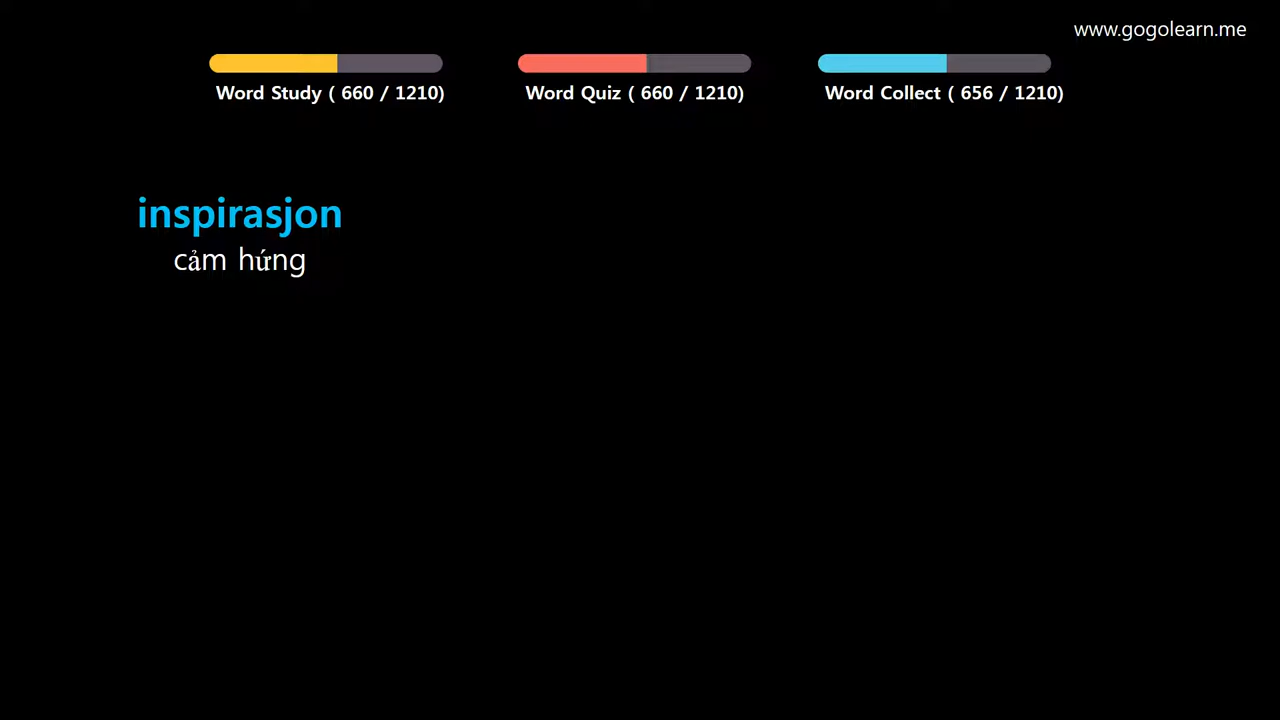 www.gogolearn.me
Word Study ( 660 / 1210)
Word Quiz ( 660 / 1210)
Word Collect ( 656 / 1210)
inspirasjon
cảm hứng